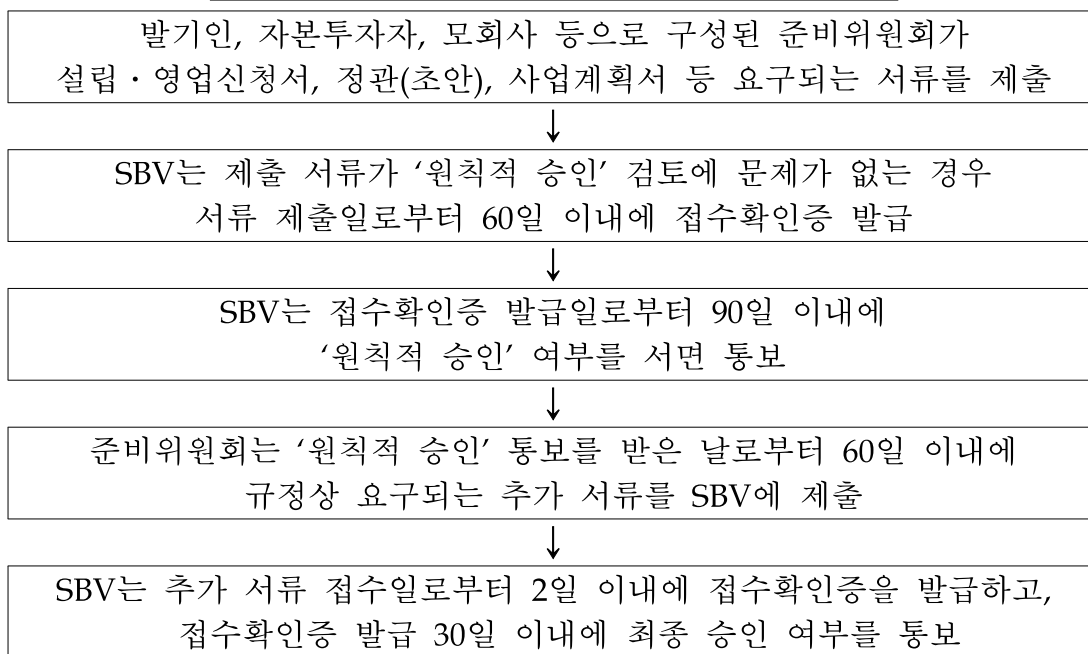 발기인, 자본투자자, 모회사 등으로 구성된 준비위원회가
설립·영업신청서, 정관(초안), 사업계획서 등 요구되는 서류를 제출
↓
SBV는 제출 서류가 ‘원칙적 승인’ 검토에 문제가 없는 경우
서류 제출일로부터 60일 이내에 접수확인증 발급
↓
SBV는 접수확인증 발급일로부터 90일 이내에
‘원칙적 승인’ 여부를 서면 통보
↓
준비위원회는 ‘원칙적 승인’ 통보를 받은 날로부터 60일 이내에
규정상 요구되는 추가 서류를 SBV에 제출
↓
SBV는 추가 서류 접수일로부터 2일 이내에 접수확인증을 발급하고,
접수확인증 발급 30일 이내에 최종 승인 여부를 통보